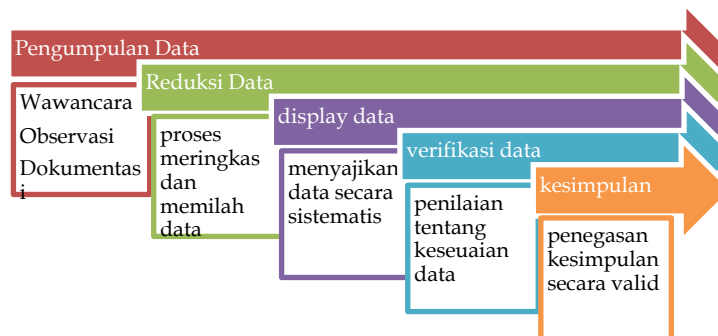 Pengumpulan Data
Wawancara
Observasi
Dokumentas
i
Reduksi Data
proses
meringkas
dan
memilah
data
display data
menyajikan
data secara
sistematis
verifikasi data
penilaian
tentang
keseuaian
data
kesimpulan
penegasan
kesimpulan
secara valid